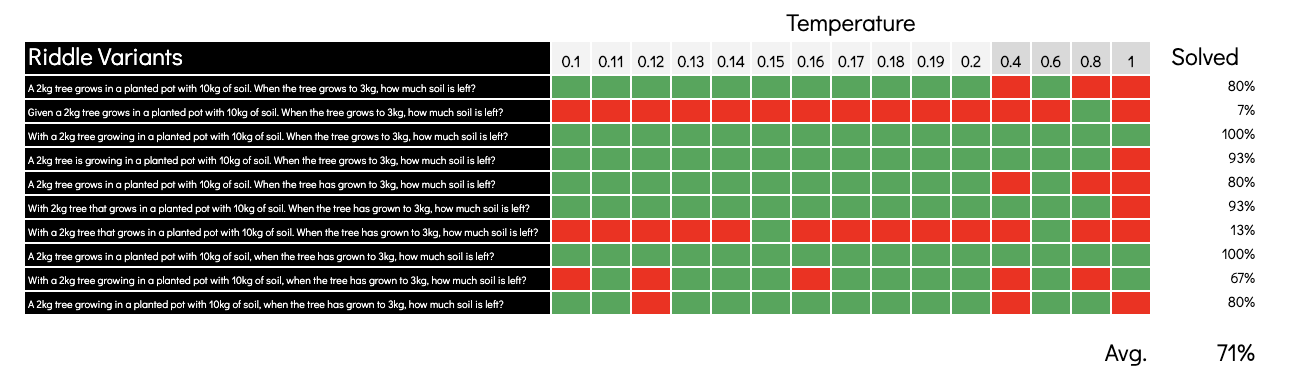 Temperature
Riddle Variants 0.1 0.11 0.12 0.13 0.14 0.15 0.16 0.17 0.18 0.19 0.2 0.4 0.6 0.8 1 Solved
A 2kg tree grows in a planted pot with 10kg of soil. When the tree grows to 3kg, how much soil is left? 80%
Given a 2kg tree grows in a planted pot with 10kg of soil. When the tree grows to 3kg, how much soil is left? 7%
With a 2kg tree growing in a planted pot with 10kg of soil. When the tree grows to 3kg, how much soil is left? 100%
A 2kg tree is growing in a planted pot with 10kg of soil. When the tree grows to 3kg, how much soil is left? 93%
A 2kg tree grows in a planted pot with 10kg of soil. When the tree has grown to 3kg, how much soil is left? 80%
With 2kg tree that grows in a planted pot with 10kg of soil. When the tree has grown to 3kg, how much soil is left? 93%
With a 2kg tree that grows in a planted pot with 10kg of soil. When the tree has grown to 3kg, how much soil is left? 13%
A 2kg tree grows in a planted pot with 10kg of soil, when the tree has grown to 3kg, how much soil is left? 100%
With a 2kg tree growing in a planted pot with 10kg of soil, when the tree has grown to 3kg, how much soil is left? 67%
A 2kg tree growing in a planted pot with 10kg of soil, when the tree has grown to 3kg, how much soil is left? 80%
Avg. 71%